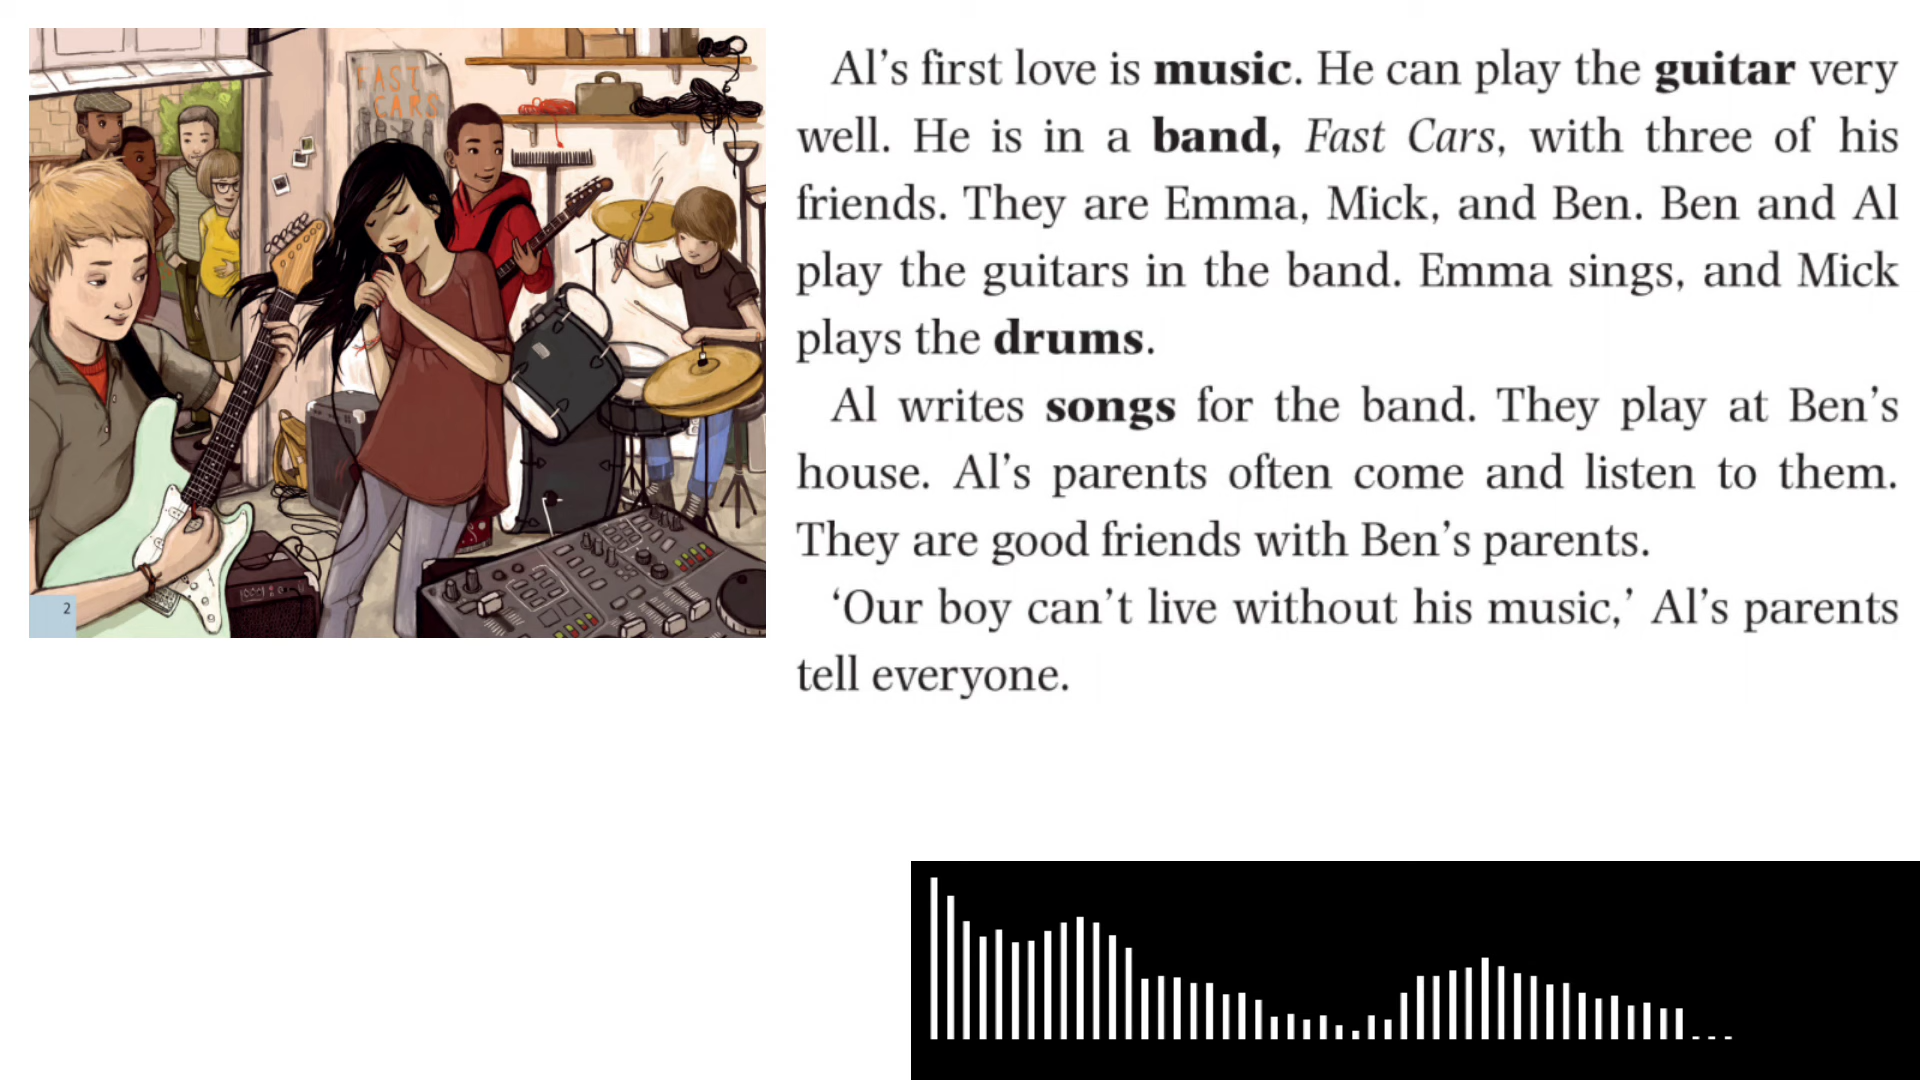 FAST
CARS
2
Al’s first love is music. He can play the guitar very
well. He is in a band, Fast Cars, with three of his
friends. They are Emma, Mick, and Ben. Ben and Al
play the guitars in the band. Emma sings, and Mick
plays the drums.
Al writes songs for the band. They play at Ben’s
house. Al’s parents often come and listen to them.
They are good friends with Ben’s parents.
‘Our boy can’t live without his music,’ Al’s parents
tell everyone.